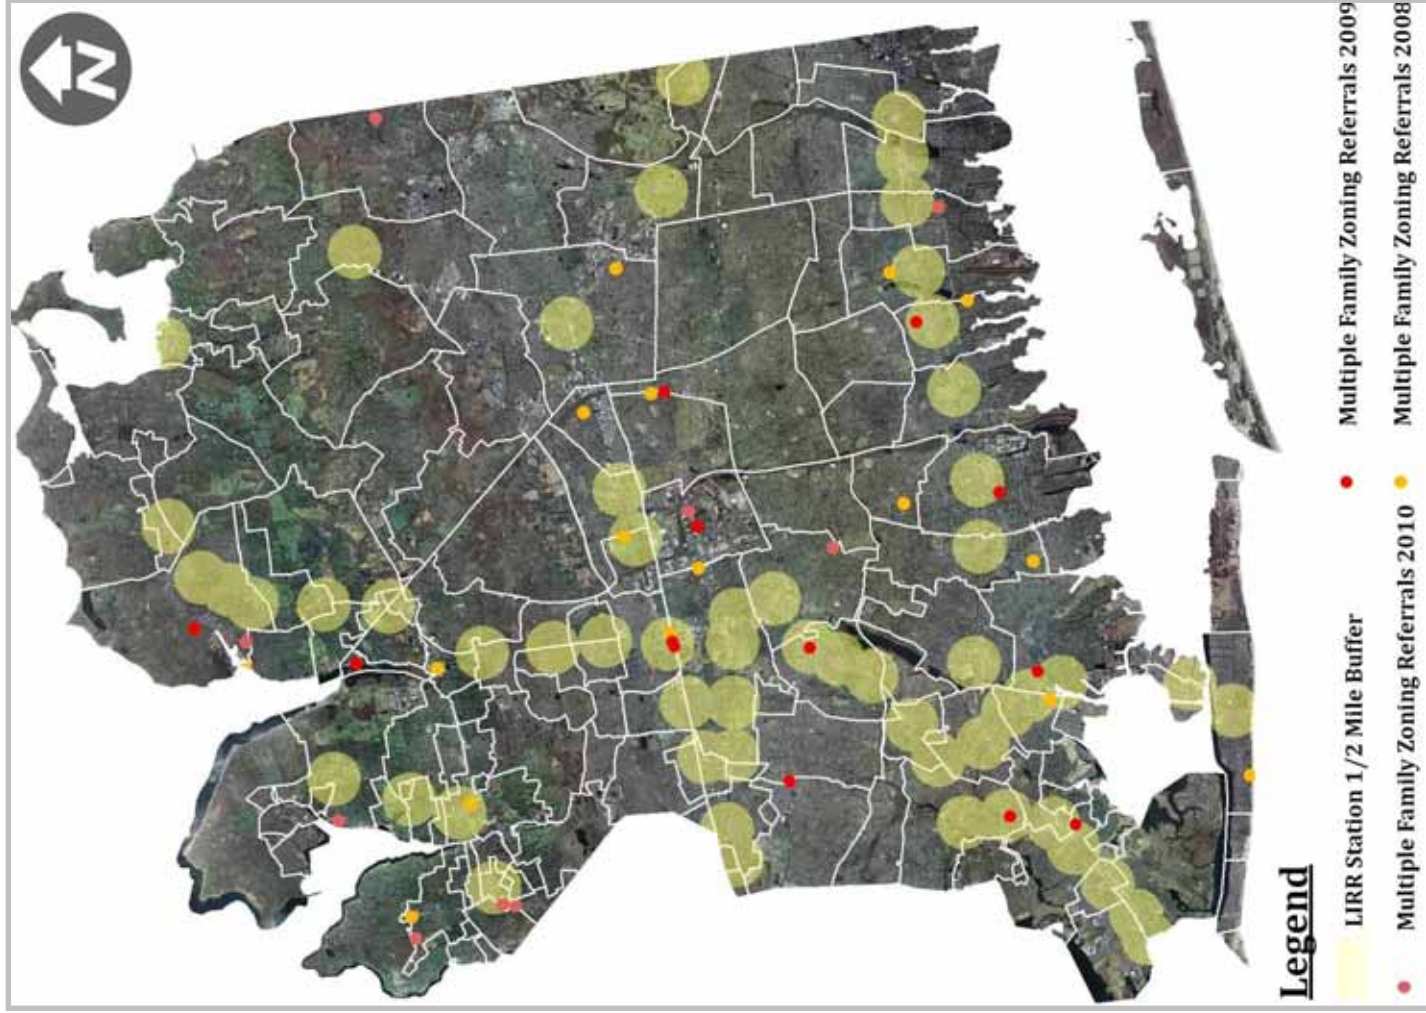 N
Legend
LIRR Station 1/2 Mile Buffer
Multiple Family Zoning Referrals 2009
Multiple Family Zoning Referrals 2010
Multiple Family Zoning Referrals 2008